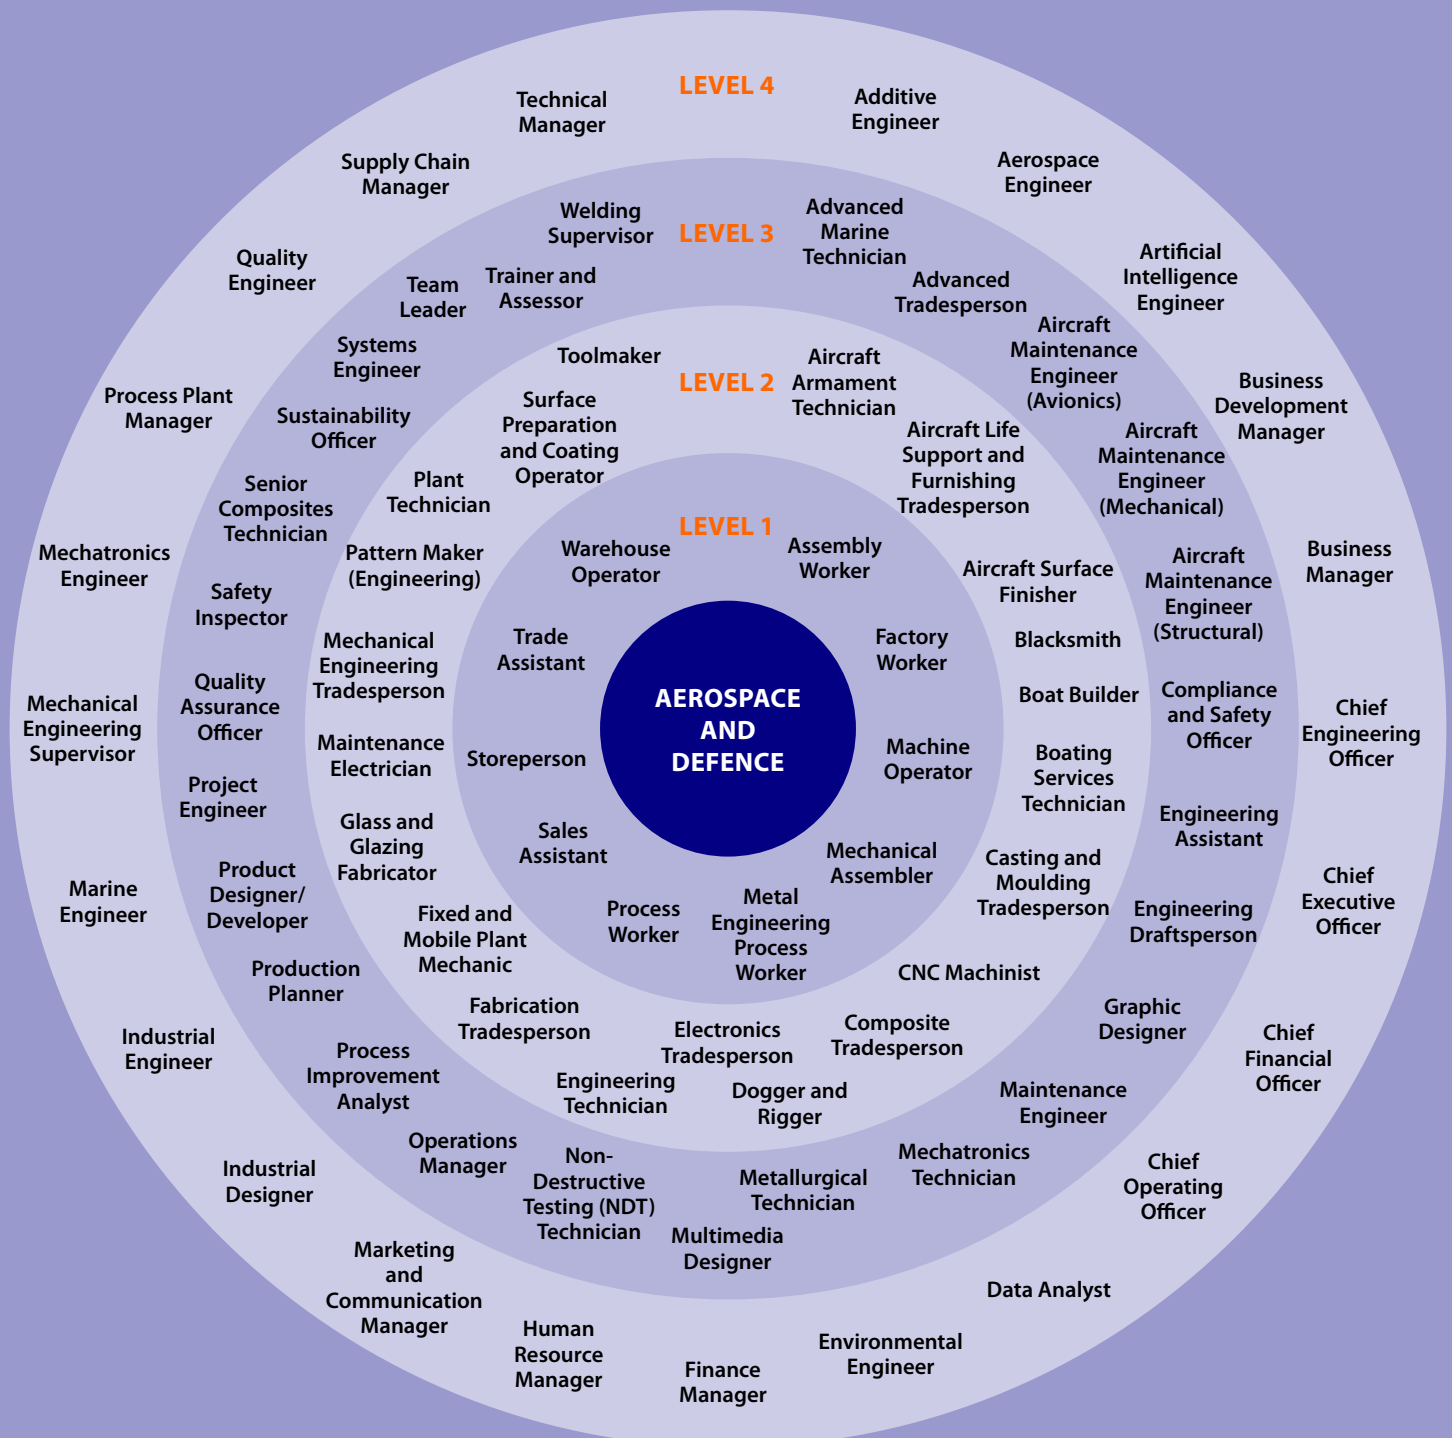 LEVEL 4
Additive
Engineer
Aerospace
Engineer
Artificial
Intelligence
Engineer
Business
Development
Manager
Business
Manager
Chief
Engineering
Officer
Chief
Executive
Officer
Chief
Financial
Officer
Chief
Operating
Officer
Data Analyst
Environmental
Engineer
Finance
Manager
Human
Resource
Manager
Marketing
and
Communication
Manager
Industrial
Designer
Industrial
Engineer
Marine
Engineer
Mechanical
Engineering
Supervisor
Mechatronics
Engineer
Process Plant
Manager
Quality
Engineer
Supply Chain
Manager
Technical
Manager
LEVEL 3
Advanced
Marine
Technician
Advanced
Tradesperson
Aircraft
Maintenance
Engineer
(Avionics)
Aircraft
Maintenance
Engineer
(Mechanical)
Aircraft
Maintenance
Engineer
(Structural)
Compliance
and Safety
Officer
Engineering
Assistant
Engineering
Draftsperson
Graphic
Designer
Maintenance
Engineer
Mechatronics
Technician
Metallurgical
Technician
Multimedia
Designer
Non-
Destructive
Testing (NDT)
Technician
Operations
Manager
Process
Improvement
Analyst
Production
Planner
Product
Designer/
Developer
Project
Engineer
Quality
Assurance
Officer
Safety
Inspector
Senior
Composites
Technician
Sustainability
Officer
Systems
Engineer
Team
Leader
Trainer and
Assessor
Welding
Supervisor
LEVEL 2
Aircraft
Armament
Technician
Aircraft Life
Support and
Furnishing
Tradesperson
Aircraft Surface
Finisher
Blacksmith
Boat Builder
Boating
Services
Technician
Casting and
Moulding
Tradesperson
CNC Machinist
Composite
Tradesperson
Dogger and
Rigger
Electronics
Tradesperson
Engineering
Technician
Fabrication
Tradesperson
Fixed and
Mobile Plant
Mechanic
Glass and
Glazing
Fabricator
Maintenance
Electrician
Mechanical
Engineering
Tradesperson
Pattern Maker
(Engineering)
Plant
Technician
Surface
Preparation
and Coating
Operator
Toolmaker
LEVEL 1
Assembly
Worker
Factory
Worker
Machine
Operator
Mechanical
Assembler
Metal
Engineering
Process
Worker
Process
Worker
Sales
Assistant
Storeperson
Trade
Assistant
Warehouse
Operator
AEROSPACE
AND
DEFENCE